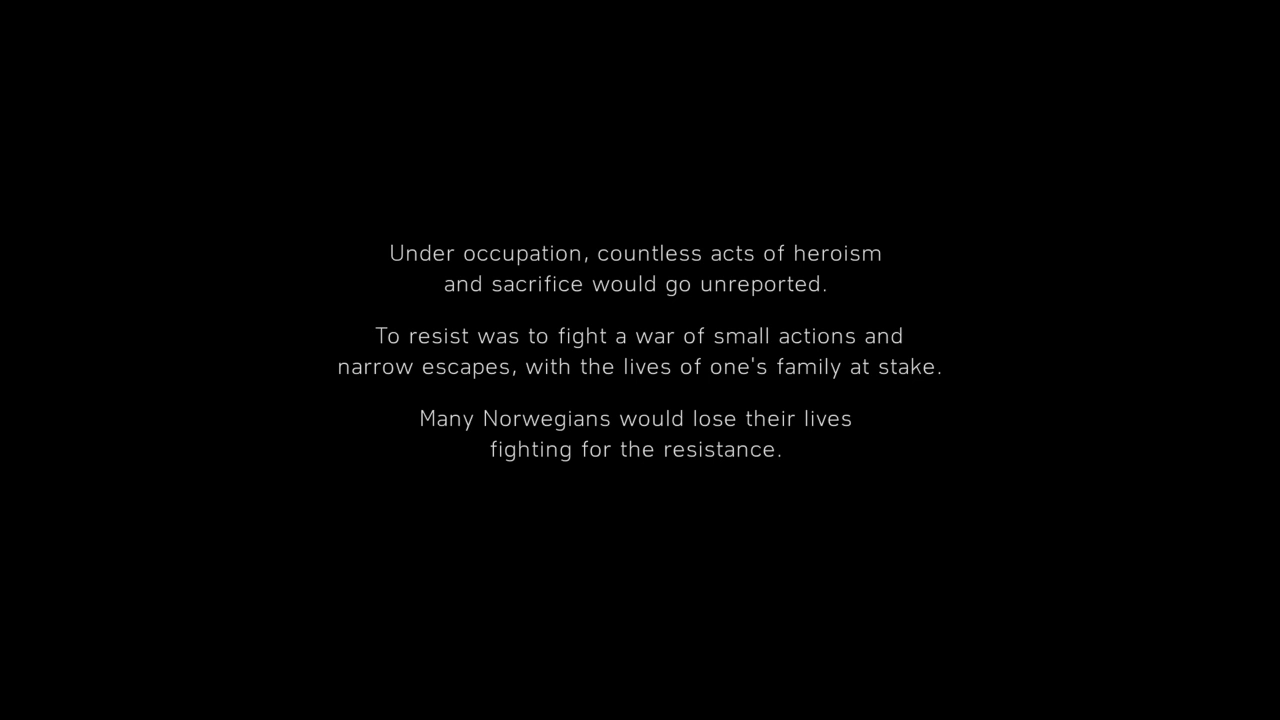 Under occupation, countless acts of heroism
and sacrifice would go unreported.
To resist was to fight a war of small actions and
narrow escapes, with the lives of one's family at stake.
Many Norwegians would lose their lives
fighting for the resistance.